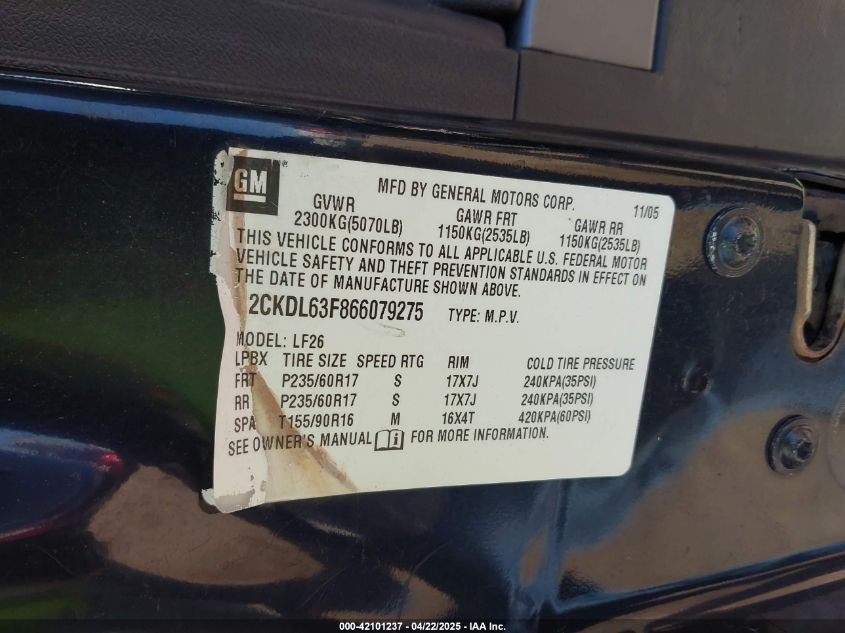 GM
MFD BY GENERAL MOTORS CORP. 11/05
GVWR GAWR FRT GAWR RR
2300KG(5070LB) 1150KG(2535LB) 1150KG(2535LB)
THIS VEHICLE CONFORMS TO ALL APPLICABLE U.S. FEDERAL MOTOR
VEHICLE SAFETY AND THEFT PREVENTION STANDARDS IN EFFECT ON
THE DATE OF MANUFACTURE SHOWN ABOVE.
2CKDL63F866079275 TYPE: M.P.V.
MODEL: LF26
LPBX TIRE SIZE SPEED RTG RIM COLD TIRE PRESSURE
FRT P235/60R17 S 17X7J 240KPA(35PSI)
RR P235/60R17 S 17X7J 240KPA(35PSI)
SPA T155/90R16 M 16X4T 420KPA(60PSI)
SEE OWNER'S MANUAL FOR MORE INFORMATION.
000-42101237 - 04/22/2025 - IAA Inc.